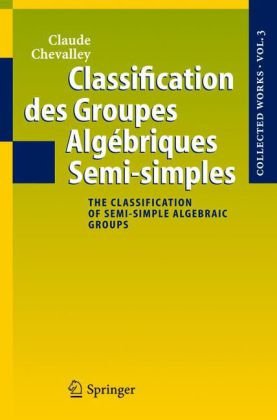 Claude
Chevalley
Classification
des Groupes
Algébriques
Semi-simples
THE CLASSIFICATION
OF SEMI-SIMPLE ALGEBRAIC
GROUPS
COLLECTED WORKS · VOL. 3
Springer